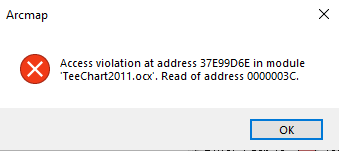 Arcmap
Access violation at address 37E99D6E in module
'TeeChart2011.ocx'. Read of address 0000003C.
OK